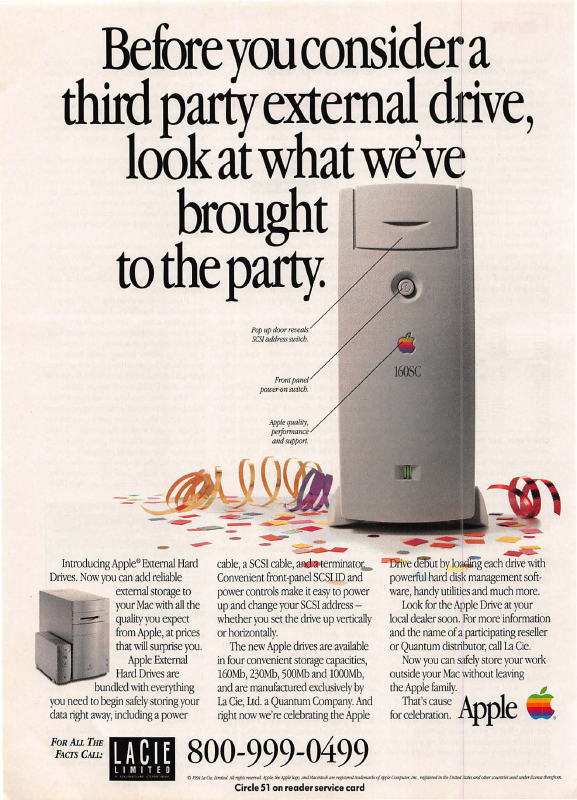 Before you consider a
third party external drive,
look at what we've
brought
to the party.
Pop up door reveals
SCSI address switch.
Front panel
power-on switch.
Apple quality,
performance
and support.
160SC
Introducing Apple® External Hard
Drives. Now you can add reliable
external storage to
your Mac with all the
quality you expect
from Apple, at prices
that will surprise you.
Apple External
Hard Drives are
bundled with everything
you need to begin safely storing your
data right away, including a power
cable, a SCSI cable, and a terminator.
Convenient front-panel SCSI ID and
power controls make it easy to power
up and change your SCSI address —
whether you set the drive up vertically
or horizontally.
The new Apple drives are available
in four convenient storage capacities,
160Mb, 230Mb, 500Mb and 1000Mb,
and are manufactured exclusively by
La Cie, Ltd. a Quantum Company. And
right now we're celebrating the Apple
Drive debut by loading each drive with
powerful hard disk management soft-
ware, handy utilities and much more.
Look for the Apple Drive at your
local dealer soon. For more information
and the name of a participating reseller
or Quantum distributor, call La Cie.
Now you can safely store your work
outside your Mac without leaving
the Apple family.
That's cause
for celebration.
Apple
FOR ALL THE
FACTS CALL:
LACIE
LIMITED
A QUANTUM COMPANY
800-999-0499
La Cie, Limited. All rights reserved. Apple, the Apple logo, and Macintosh are registered trademarks of Apple Computer, Inc., registered in the United States and other countries and used under license therefrom.
Circle 51 on reader service card